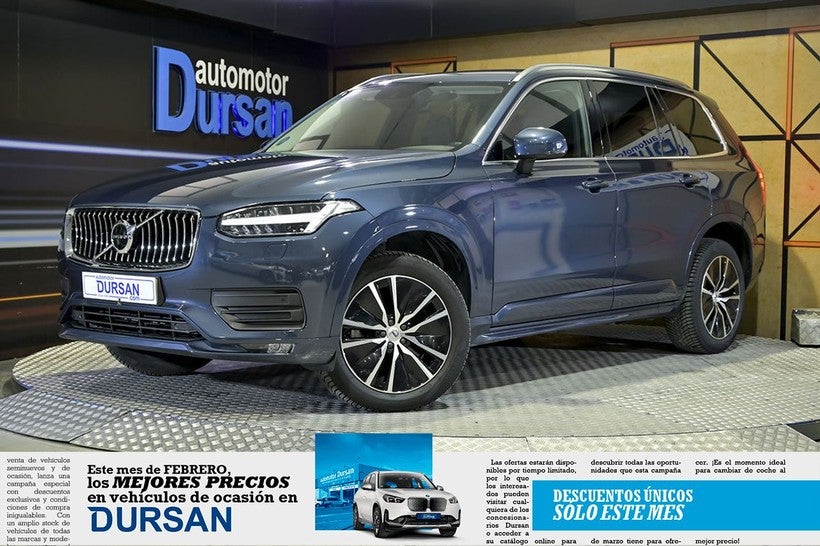 automotor
Dursan
VOLVO
automotor
DURSAN
.com
venta de vehículos
seminuevos y de
ocasión, lanza una
campaña especial
con descuentos
exclusivos y condi-
ciones de compra
inigualables. Con
un amplio stock de
vehículos de todas
las marcas y mode-
Este mes de FEBRERO,
los MEJORES PRECIOS
en vehículos de ocasión en
DURSAN
Las ofertas estarán dispo-
nibles por tiempo limitado,
por lo que
los interesa-
dos pueden
visitar cual-
quiera de los
concesiona-
rios Dursan
o acceder a
su catálogo online para
descubrir todas las oportu-
nidades que esta campaña
de marzo tiene para ofre-
cer. ¡Es el momento ideal
para cambiar de coche al
mejor precio!
DESCUENTOS ÚNICOS
SOLO ESTE MES